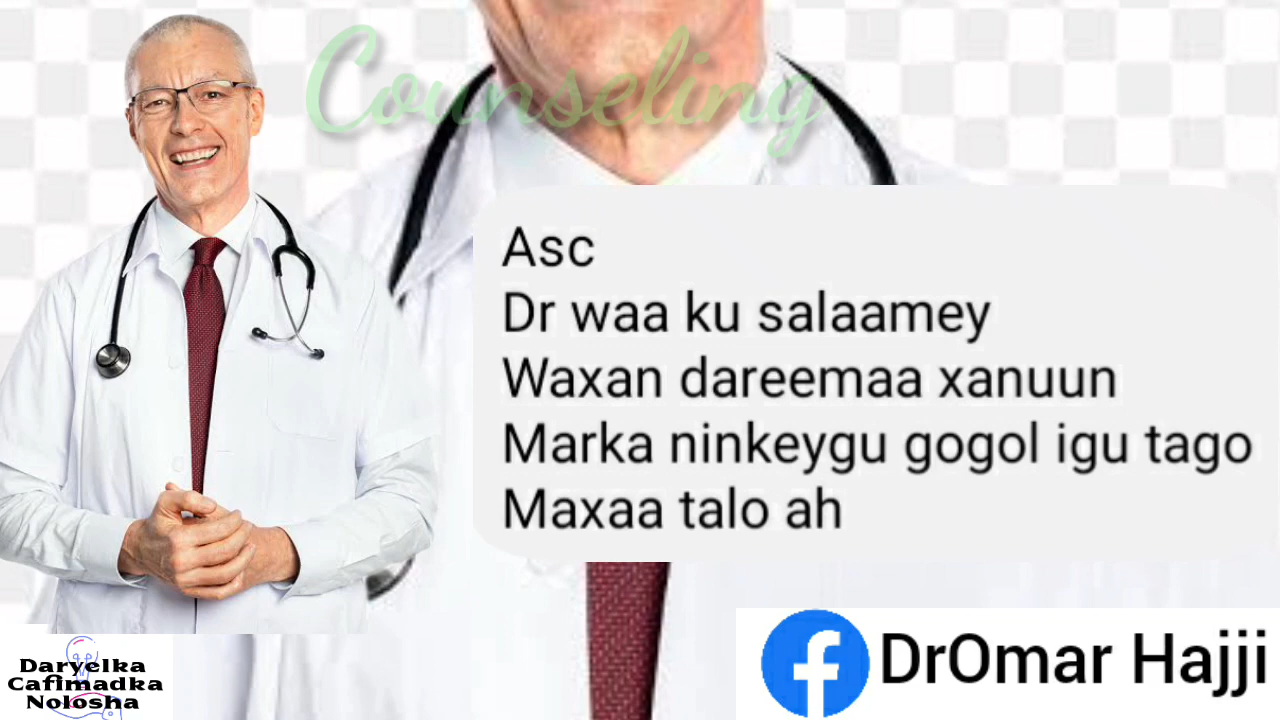 Counseling
Asc
Dr waa ku salaamey
Waxan dareemaa xanuun
Marka ninkeygu gogol igu tago
Maxaa talo ah
DrOmar Hajji
Daryelka
Cafimadka
Nolosha